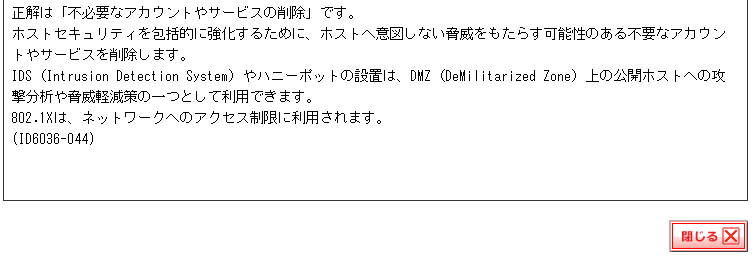 正解は「不必要なアカウントやサービスの削除」です。
ホストセキュリティを包括的に強化するために、ホストへ意図しない脅威をもたらす可能性のある不要なアカウン
トやサービスを削除します。
IDS (Intrusion Detection System) やハニーポットの設置は、DMZ (DeMilitarized Zone) 上の公開ホストへの攻
撃分析や脅威軽減策の一つとして利用できます。
802.1Xは、ネットワークへのアクセス制限に利用されます。
(ID6036-044)
閉じる